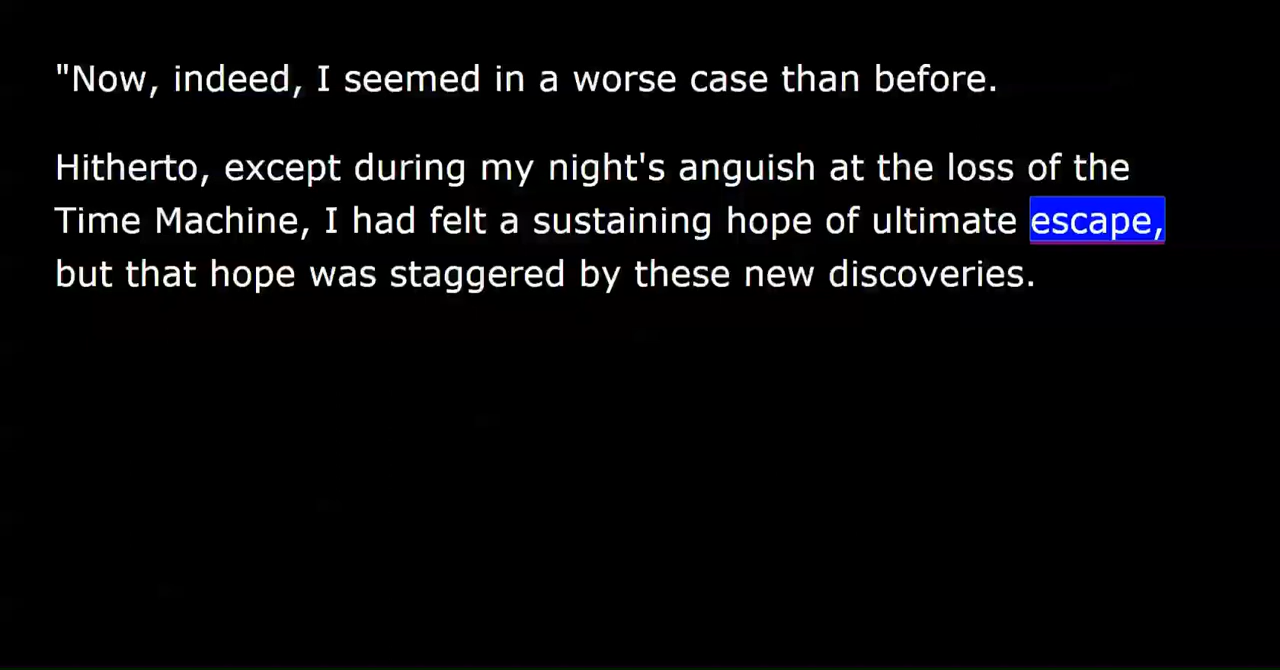 "Now, indeed, I seemed in a worse case than before.
Hitherto, except during my night's anguish at the loss of the
Time Machine, I had felt a sustaining hope of ultimate escape,
but that hope was staggered by these new discoveries.